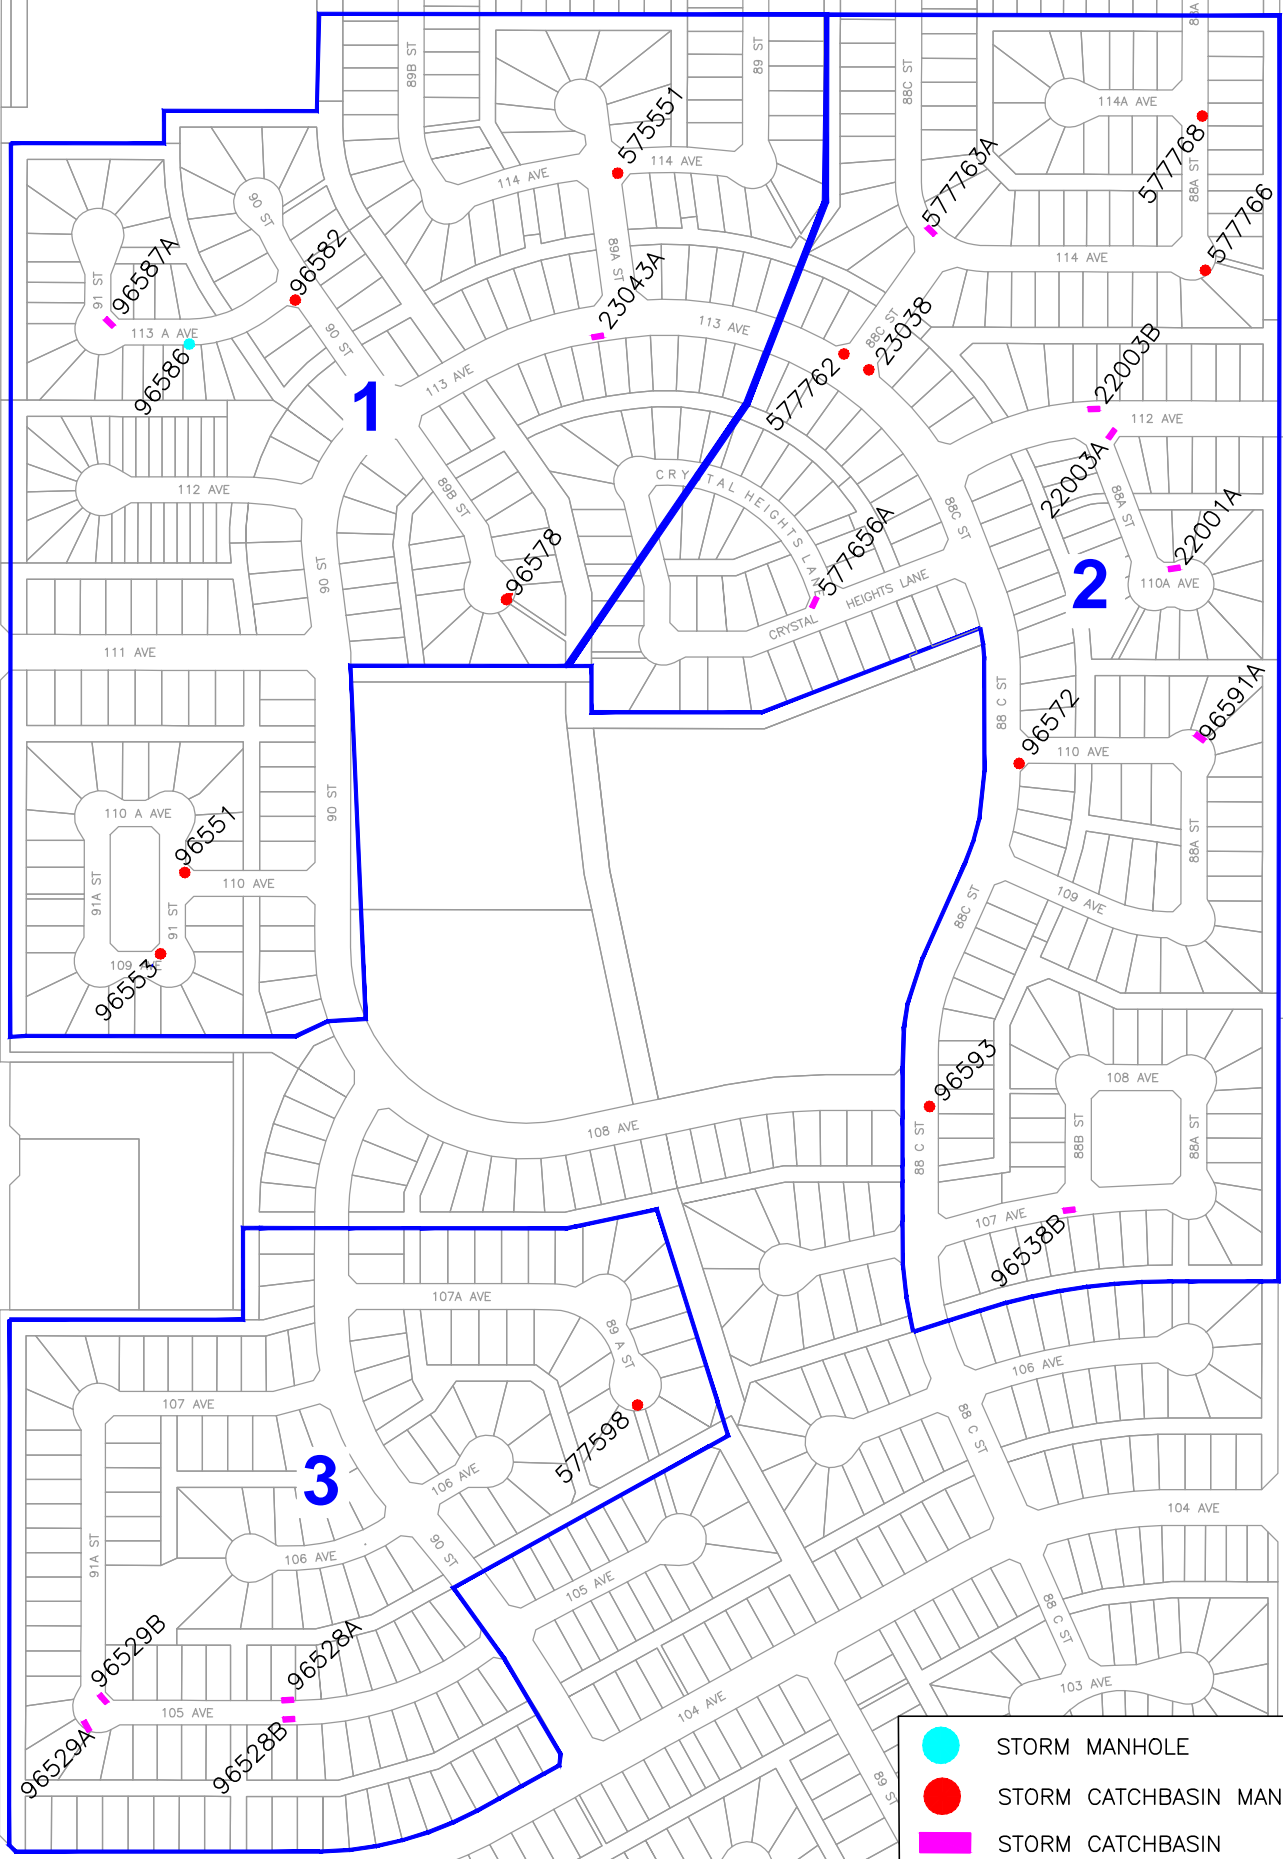 89B ST
89 ST
88C ST
88A
114A AVE
575551
577768
114 AVE
114 AVE
88A ST
577763A
577766
90 ST
89A ST
114 AVE
91 ST
96587A
96582
23043A
113 A AVE
90 ST
113 AVE
88C ST
23038
96586
577762
113 AVE
22003B
1
112 AVE
22003A
CRYSTAL HEIGHTS LANE
112 AVE
89B ST
88C ST
88A ST
22001A
577656A
96578
90 ST
2
110A AVE
HEIGHTS LANE
CRYSTAL
111 AVE
88 C ST
96591A
96572
110 AVE
90 ST
110 A AVE
96551
88A ST
110 AVE
91A ST
91 ST
109 AVE
88C ST
109 AVE
96553
96593
108 AVE
108 AVE
88 C ST
88B ST
88A ST
107 AVE
96538B
107A AVE
89 A ST
106 AVE
107 AVE
577598
88 C ST
3
106 AVE
104 AVE
91A ST
106 AVE
90 ST
105 AVE
88 C ST
96529B
96528A
103 AVE
105 AVE
104 AVE
96529A
96528B
89 ST
STORM MANHOLE
STORM CATCHBASIN MAN
STORM CATCHBASIN